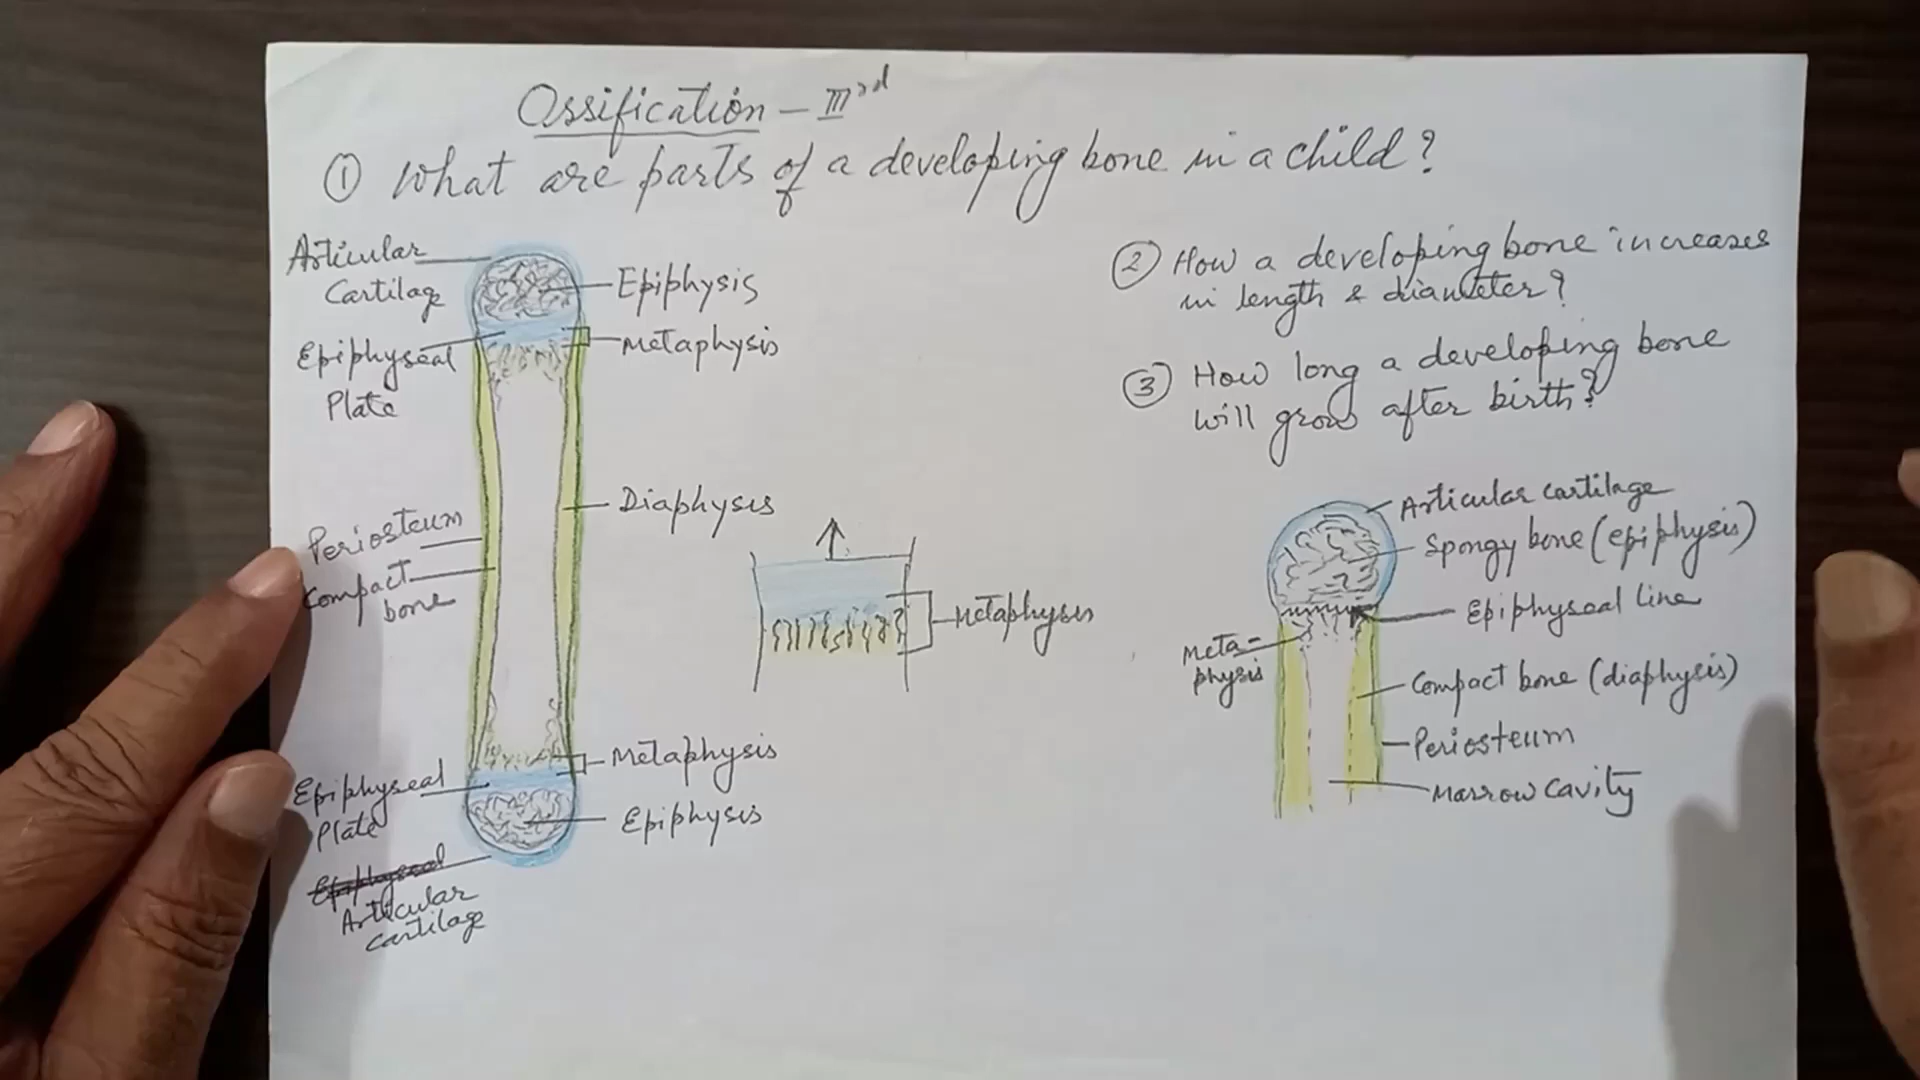 Ossification - IIIrd
① What are parts of a developing bone in a child?
Articular
Cartilage
Epiphysis
Epiphyseal
Plate
Metaphysis
Periosteum
Compact
bone
Diaphysis
Metaphysis
Epiphyseal
Plate
Epiphysis
Epiphyseal
Articular
Cartilage
Metaphysis
② How a developing bone increases
in length & diameter?
③ How long a developing bone
will grow after birth?
Articular cartilage
Spongy bone (epiphysis)
Epiphyseal line
Meta-
physis
Compact bone (diaphysis)
Periosteum
Marrow cavity